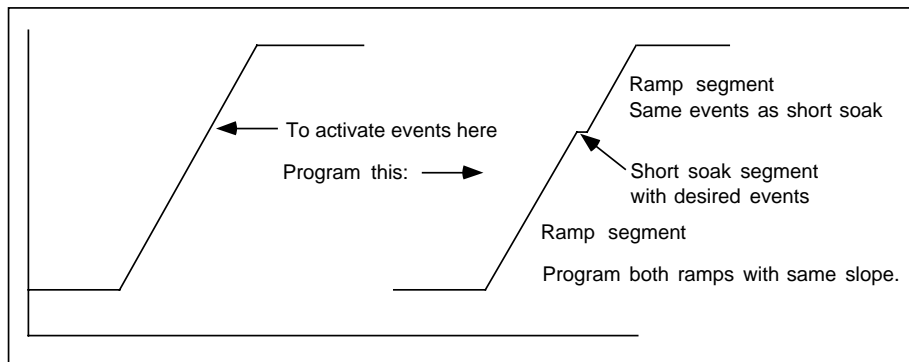 Ramp segment
Same events as short soak
To activate events here
Program this:
Short soak segment
with desired events
Ramp segment
Program both ramps with same slope.